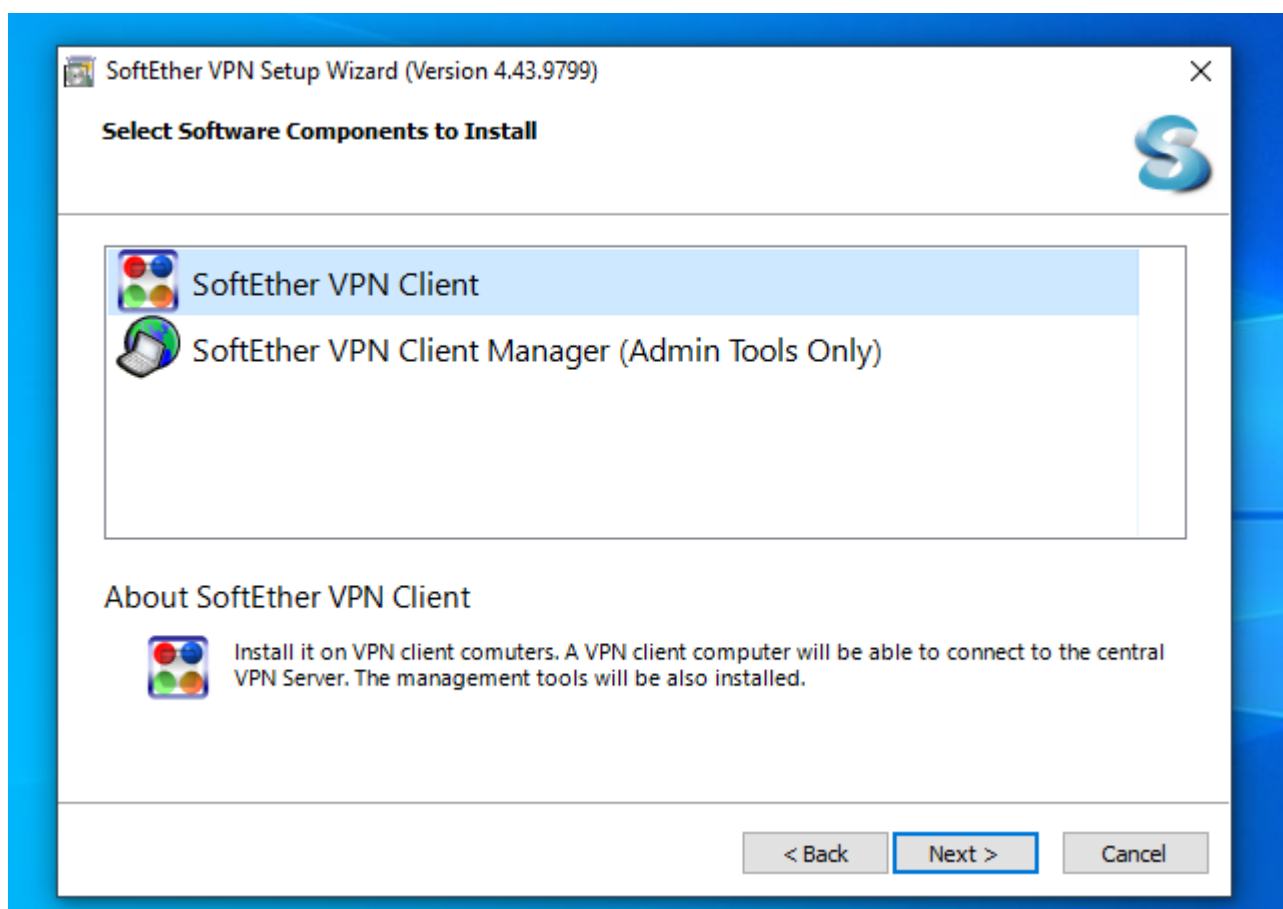 SoftEther VPN Setup Wizard (Version 4.43.9799)
Select Software Components to Install
SoftEther VPN Client
SoftEther VPN Client Manager (Admin Tools Only)
About SoftEther VPN Client
Install it on VPN client comuters. A VPN client computer will be able to connect to the central
VPN Server. The management tools will be also installed.
< Back
Next >
Cancel